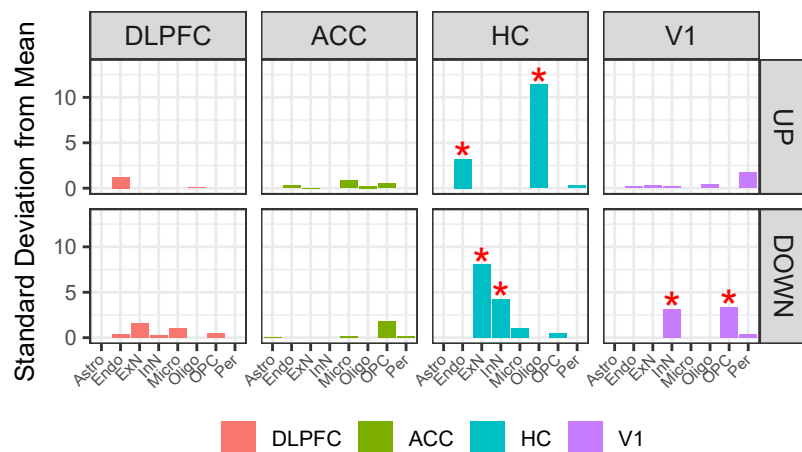 DLPFC ACC HC V1
Standard Deviation from Mean
10
5
0
*
*
UP
10
5
0
*
*
*
*
DOWN
Astro Endo ExN InN Micro Oligo OPC Per
Astro Endo ExN InN Micro Oligo OPC Per
Astro Endo ExN InN Micro Oligo OPC Per
Astro Endo ExN InN Micro Oligo OPC Per
DLPFC ACC HC V1